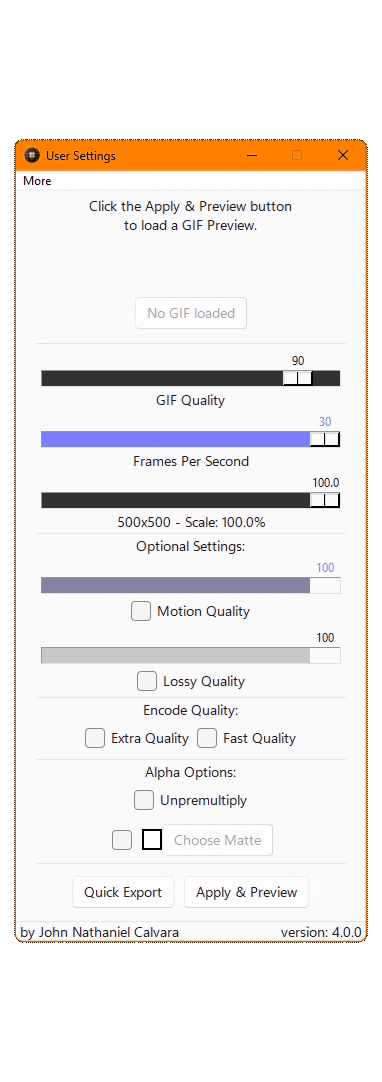 User Settings
More
Click the Apply & Preview button
to load a GIF Preview.
No GIF loaded
90
GIF Quality
30
Frames Per Second
100.0
500x500 - Scale: 100.0%
Optional Settings:
100
Motion Quality
100
Lossy Quality
Encode Quality:
Extra Quality Fast Quality
Alpha Options:
Unpremultiply
Choose Matte
Quick Export Apply & Preview
by John Nathaniel Calvara version: 4.0.0